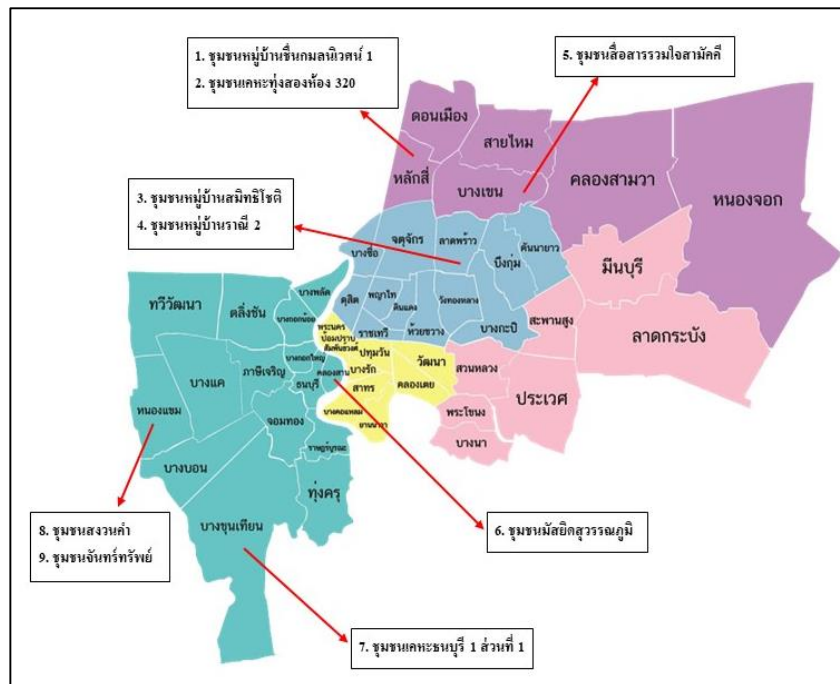 1. ชุมชนหมู่บ้านชื่นกมลนิเวศน์ 1
2. ชุมชนเคหะทุ่งสองห้อง 320
5. ชุมชนสื่อสารรวมใจสามัคคี
ดอนเมือง
สายไหม
หลักสี่
บางเขน
คลองสามวา
หนองจอก
3. ชุมชนหมู่บ้านสมิทธิโชติ
4. ชุมชนหมู่บ้านราณี 2
จตุจักร
ลาดพร้าว
คันนายาว
บางซื่อ
บึงกุ่ม
มีนบุรี
บางพลัด
ดุสิต
พญาไท
ดินแดง
วังทองหลาง
ทวีวัฒนา
ตลิ่งชัน
บางกอกน้อย
พระนคร
ป้อมปราบ
สัมพันธวงศ์
ราชเทวี
ห้วยขวาง
บางกะปิ
สะพานสูง
ลาดกระบัง
ปทุมวัน
วัฒนา
บางกอกใหญ่
ภาษีเจริญ
บางแค
คลองสาน
ธนบุรี
บางรัก
สาทร
คลองเตย
สวนหลวง
ประเวศ
หนองแขม
จอมทอง
บางคอแหลม
ยานนาวา
พระโขนง
บางนา
ราษฎร์บูรณะ
บางบอน
ทุ่งครุ
บางขุนเทียน
8. ชุมชนสงวนคำ
9. ชุมชนจันทร์ทรัพย์
6. ชุมชนมัสยิดสุวรรณภูมิ
7. ชุมชนเคหะธนบุรี 1 ส่วนที่ 1